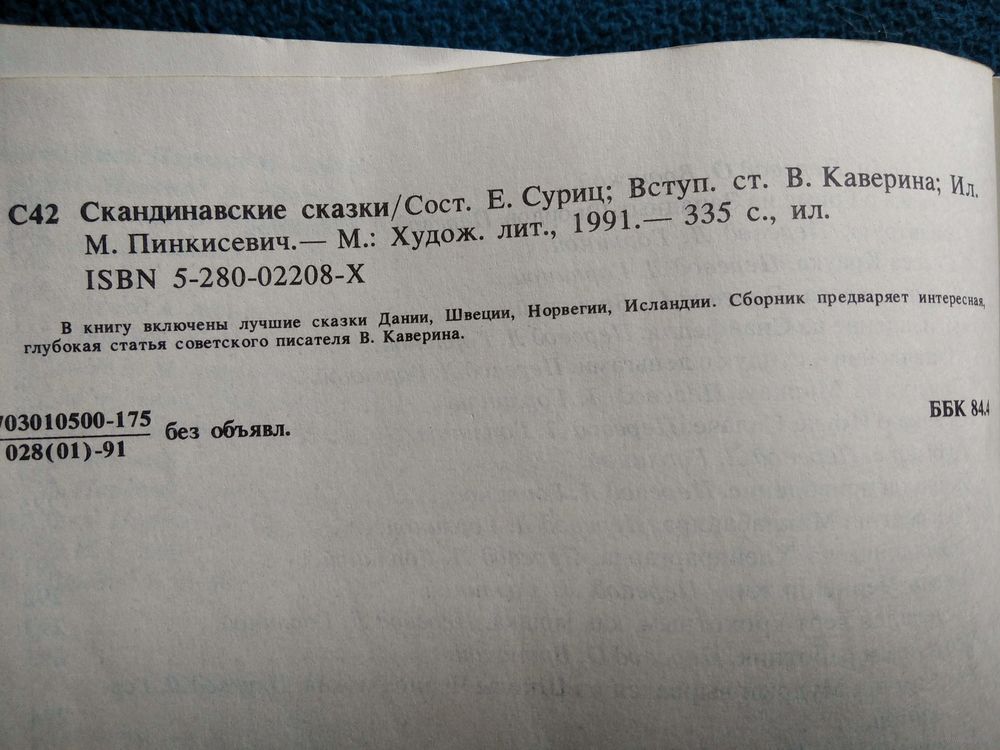 С42 Скандинавские сказки/Сост. Е. Суриц; Вступ. ст. В. Каверина; Ил.
М. Пинкисевич.— М.: Худож. лит., 1991.— 335 с., ил.
ISBN 5-280-02208-X
В книгу включены лучшие сказки Дании, Швеции, Норвегии, Исландии. Сборник предваряет интересная,
глубокая статья советского писателя В. Каверина.
703010500-175
028(01)-91
без объявл.
ББК 84.4